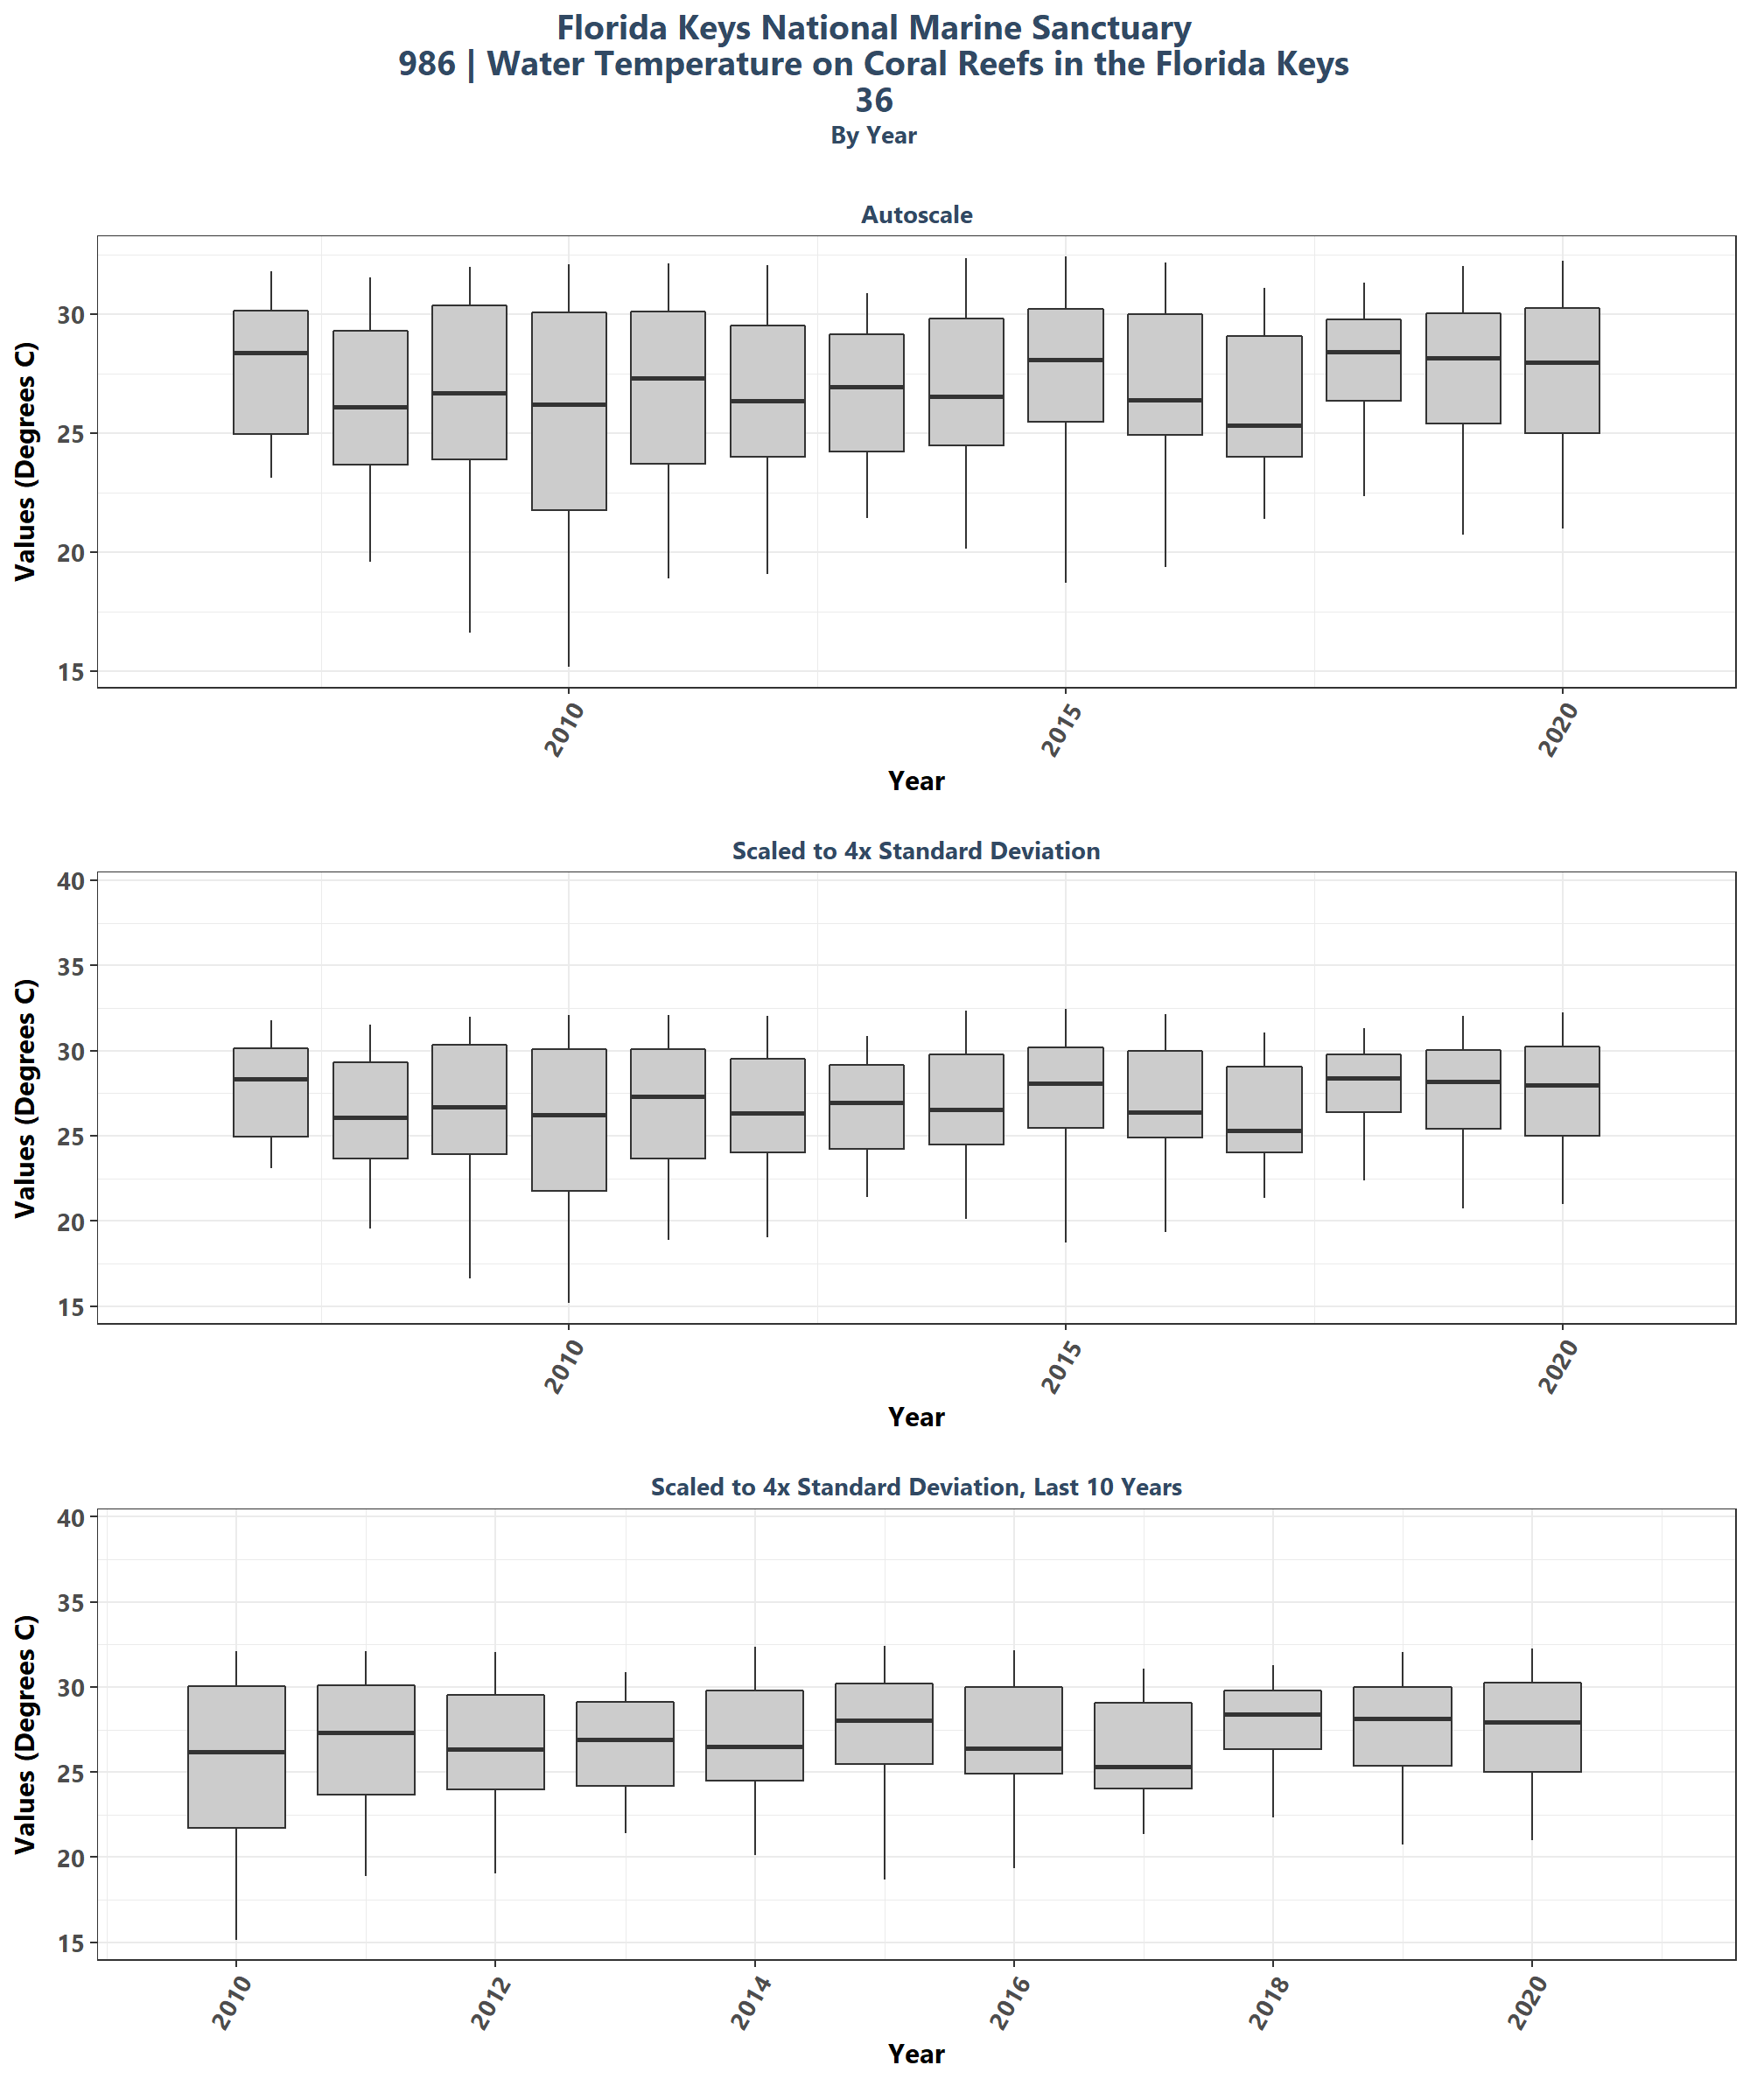 Florida Keys National Marine Sanctuary
986 | Water Temperature on Coral Reefs in the Florida Keys
36
By Year
Autoscale
Values (Degrees C)
30
25
20
15
2010
2015
2020
Year
Scaled to 4x Standard Deviation
Values (Degrees C)
40
35
30
25
20
15
2010
2015
2020
Year
Scaled to 4x Standard Deviation, Last 10 Years
Values (Degrees C)
40
35
30
25
20
15
2010
2012
2014
2016
2018
2020
Year